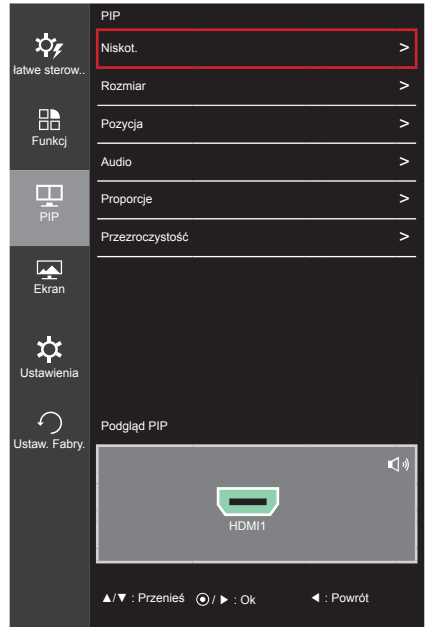 PIP
łatwe sterow..
Funkcj
PIP
Ekran
Ustawienia
Ustaw. Fabry.
Niskot. >
Rozmiar >
Pozycja >
Audio >
Proporcje >
Przezroczystość >
Podgląd PIP
HDMI1
▲/▼ : Przenieś ⦿/ ▶ : Ok ◀ : Powrót